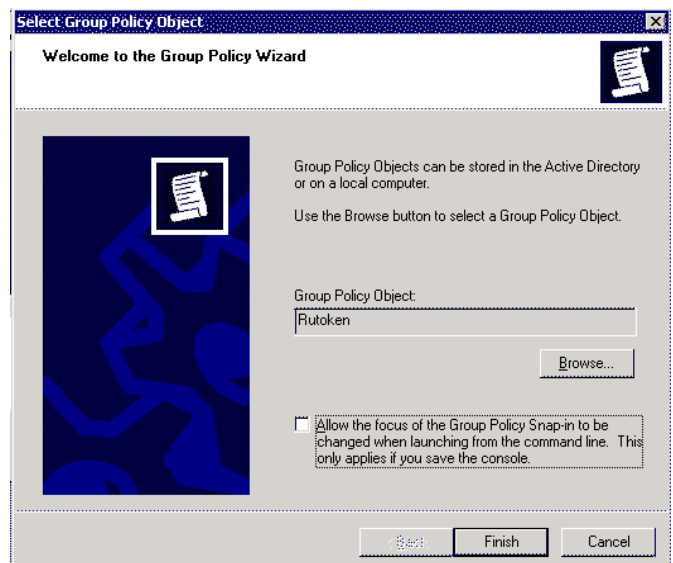 Select Group Policy Object
Welcome to the Group Policy Wizard
Group Policy Objects can be stored in the Active Directory
or on a local computer.
Use the Browse button to select a Group Policy Object.
Group Policy Object:
Rutoken
Browse...
Allow the focus of the Group Policy Snap-in to be
changed when launching from the command line. This
only applies if you save the console.
< Back Finish Cancel